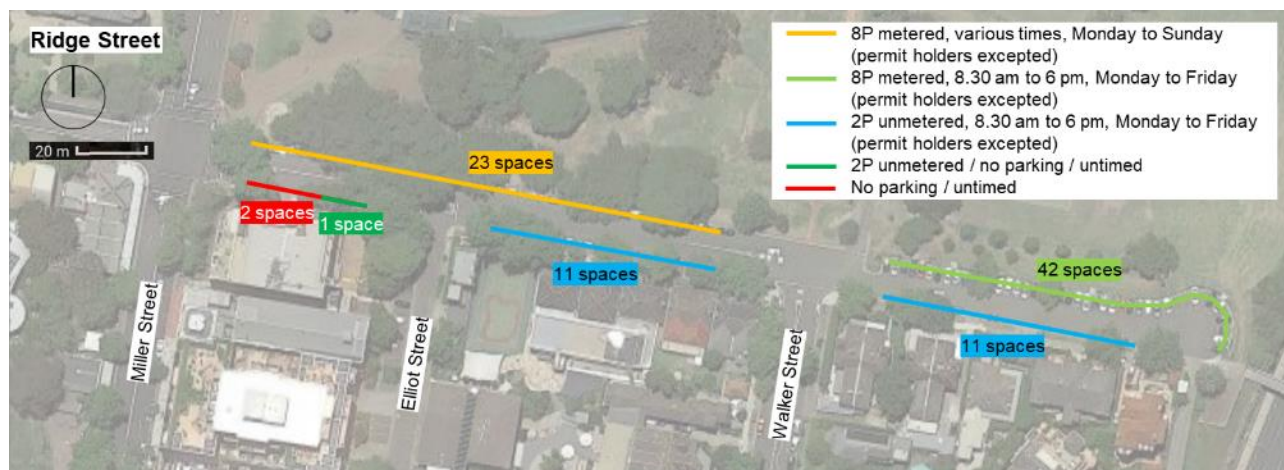 Ridge Street
20 m
8P metered, various times, Monday to Sunday
(permit holders excepted)
8P metered, 8.30 am to 6 pm, Monday to Friday
(permit holders excepted)
2P unmetered, 8.30 am to 6 pm, Monday to Friday
(permit holders excepted)
2P unmetered / no parking / untimed
No parking / untimed
23 spaces
2 spaces
1 space
11 spaces
42 spaces
11 spaces
Miller Street
Elliot Street
Walker Street